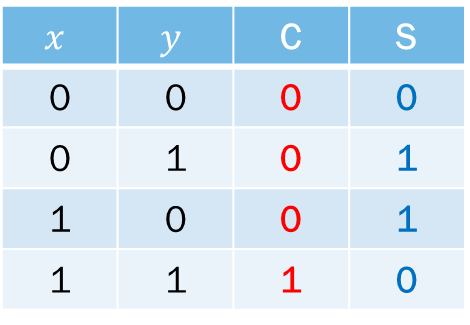 x y C S
0 0 0 0
0 1 0 1
1 0 0 1
1 1 1 0